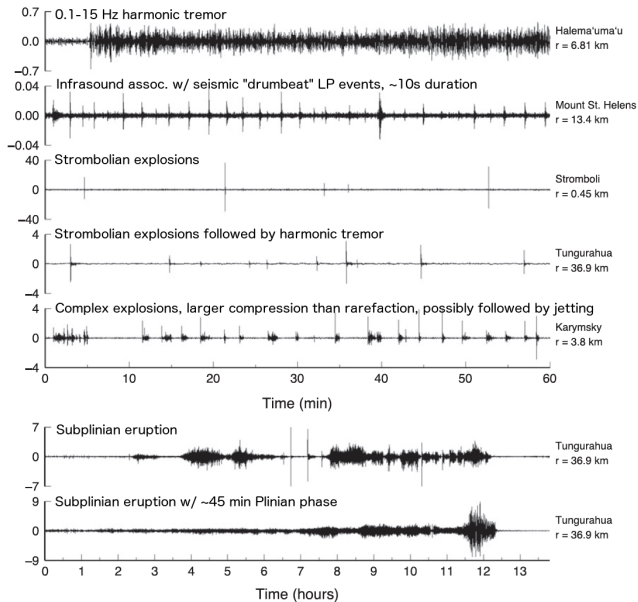 0.1-15 Hz harmonic tremor
0.7
0.0
−0.7
Halema'uma'u
r = 6.81 km
Infrasound assoc. w/ seismic "drumbeat" LP events, ~10s duration
0.04
0.00
−0.04
Mount St. Helens
r = 13.4 km
Strombolian explosions
40
0
−40
Stromboli
r = 0.45 km
Strombolian explosions followed by harmonic tremor
4
0
−4
Tungurahua
r = 36.9 km
Complex explosions, larger compression than rarefaction, possibly followed by jetting
4
0
−4
Karymsky
r = 3.8 km
0 10 20 30 40 50 60
Time (min)
Subplinian eruption
7
0
−7
Tungurahua
r = 36.9 km
Subplinian eruption w/ ~45 min Plinian phase
9
0
−9
Tungurahua
r = 36.9 km
0 1 2 3 4 5 6 7 8 9 10 11 12 13
Time (hours)